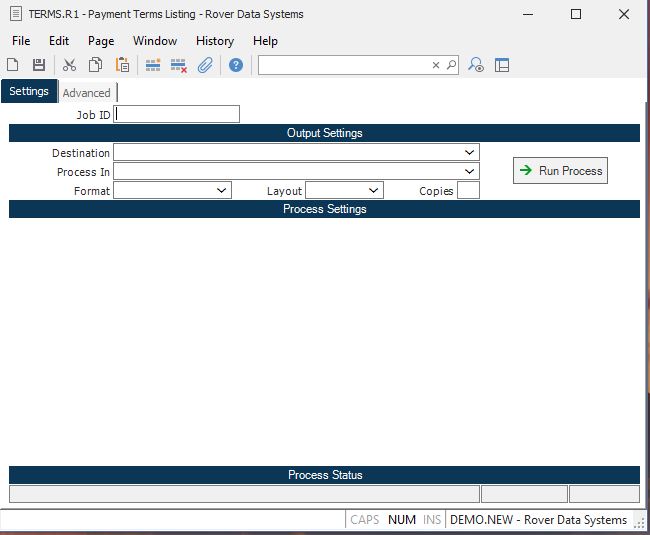 TERMS.R1 - Payment Terms Listing - Rover Data Systems
File Edit Page Window History Help
Settings Advanced
Job ID
Output Settings
Destination
Process In
Run Process
Format Layout Copies
Process Settings
Process Status
CAPS NUM INS DEMO.NEW - Rover Data Systems